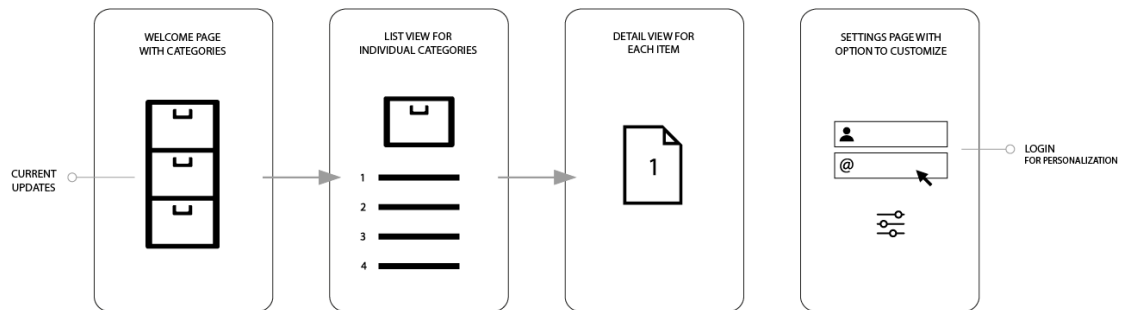 WELCOME PAGE
WITH CATEGORIES
CURRENT
UPDATES
LIST VIEW FOR
INDIVIDUAL CATEGORIES
1
2
3
4
DETAIL VIEW FOR
EACH ITEM
1
SETTINGS PAGE WITH
OPTION TO CUSTOMIZE
@
LOGIN
FOR PERSONALIZATION